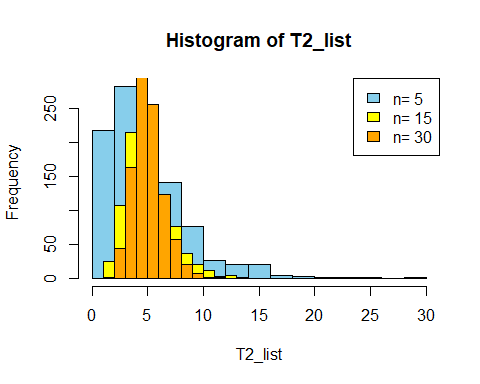 Histogram of T2_list
n= 5
n= 15
n= 30
Frequency
250
150
50
0
0
5
10
15
20
25
30
T2_list